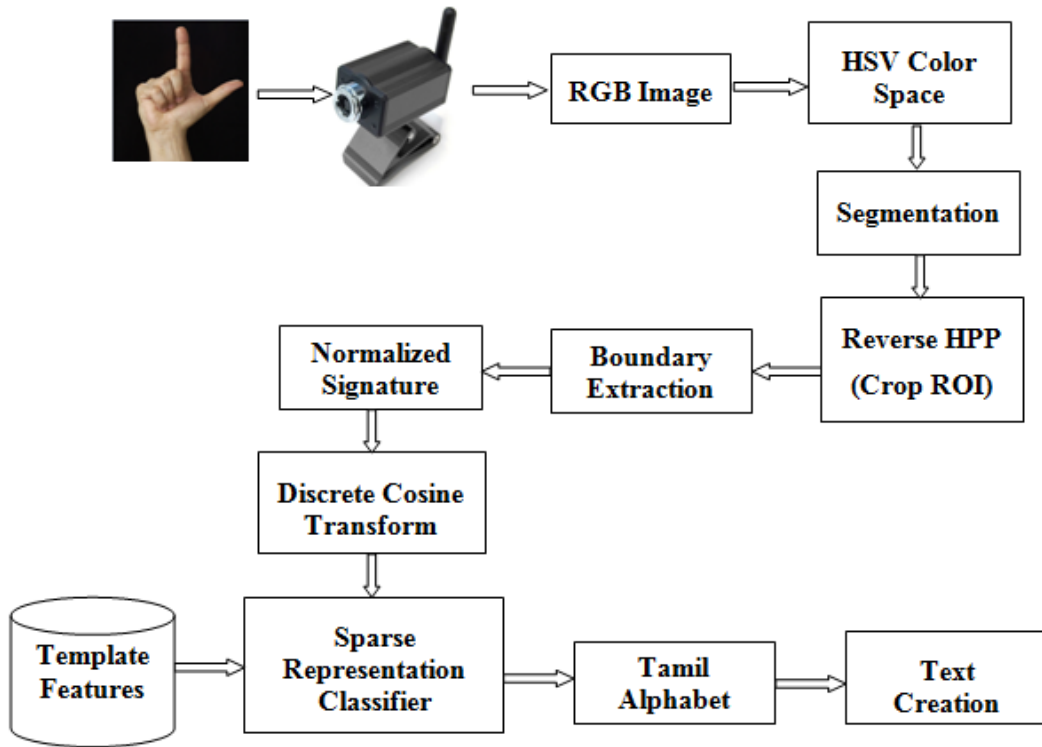 RGB Image
HSV Color
Space
Segmentation
Reverse HPP
(Crop ROI)
Boundary
Extraction
Normalized
Signature
Discrete Cosine
Transform
Template
Features
Sparse
Representation
Classifier
Tamil
Alphabet
Text
Creation